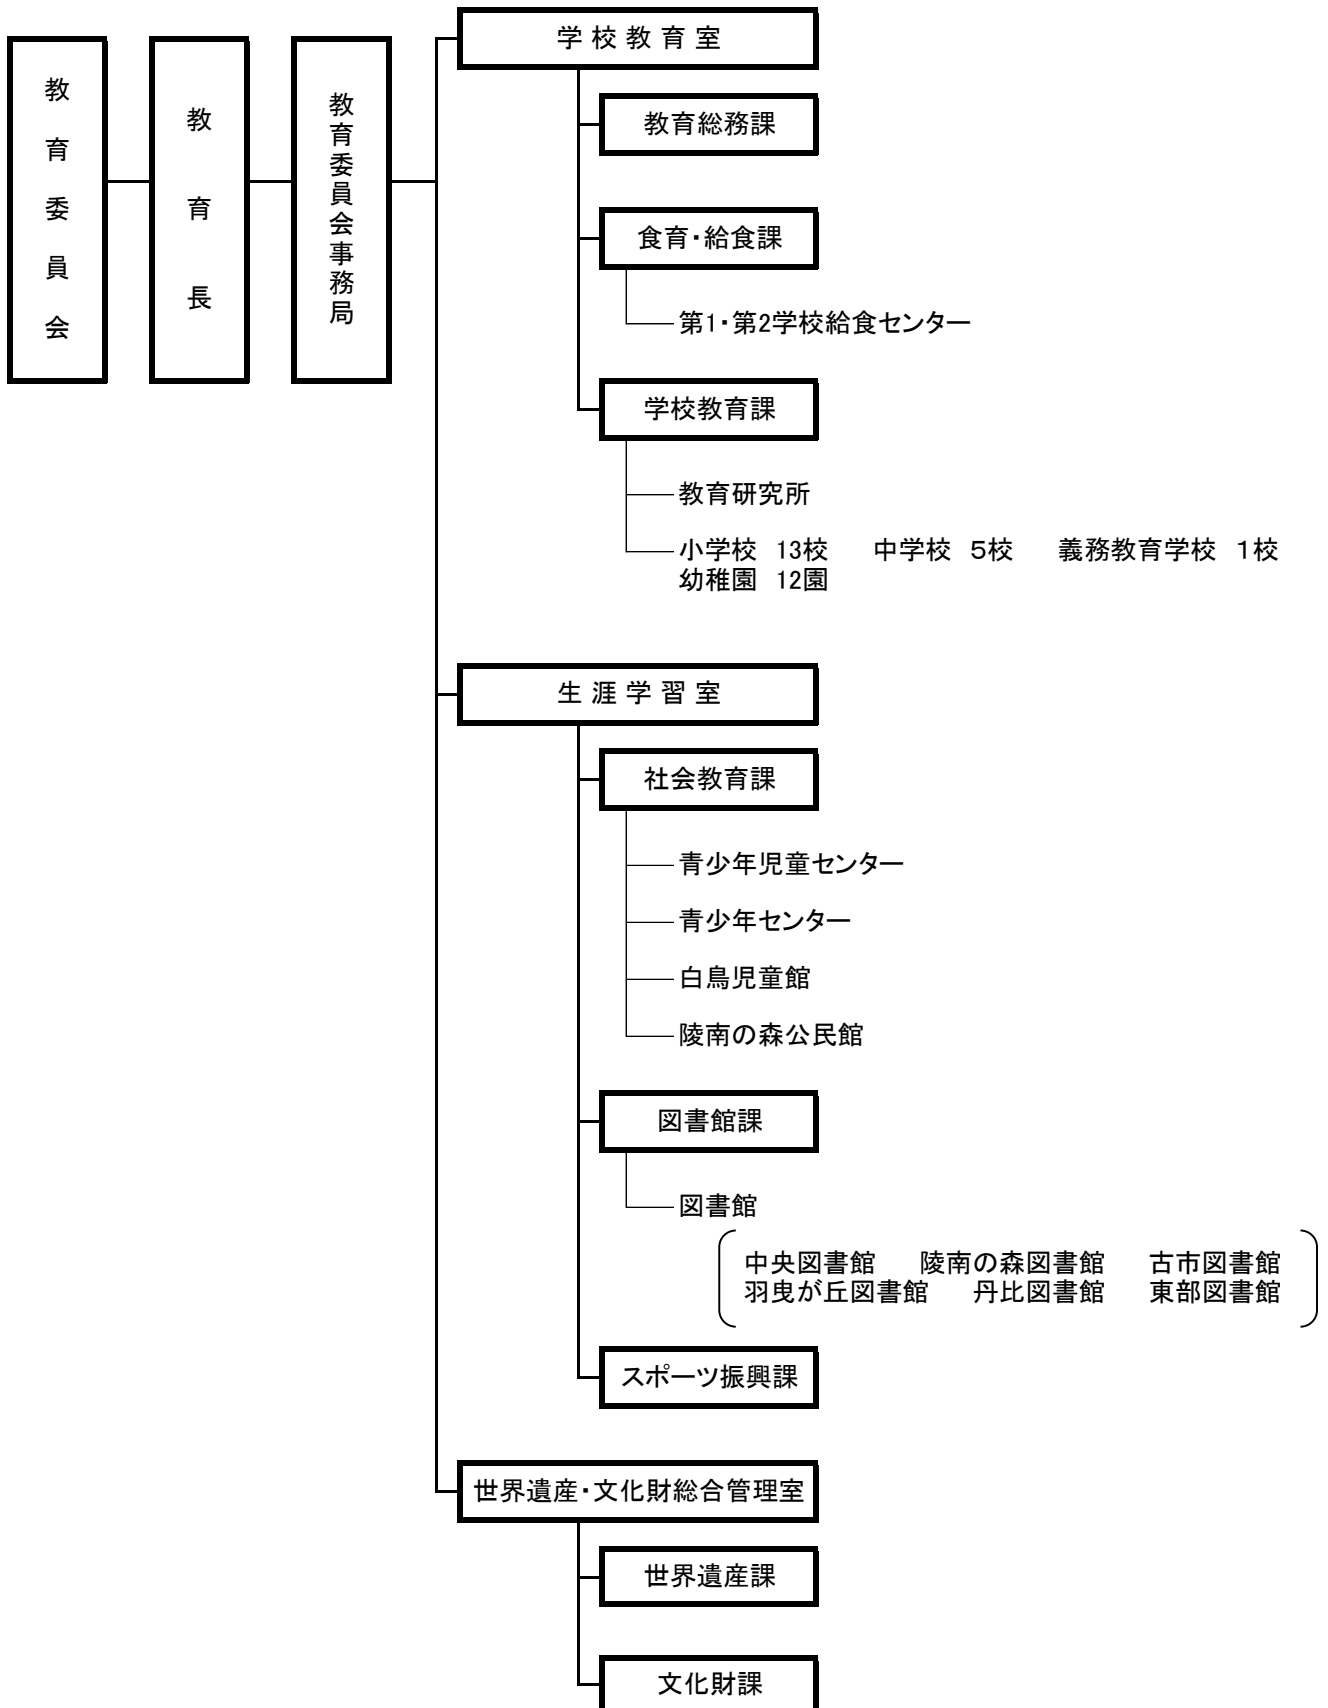 教育委員会
教育長
教育委員会事務局
学校教育室
教育総務課
食育・給食課
第1・第2学校給食センター
学校教育課
教育研究所
小学校 13校 中学校 5校 義務教育学校 1校
幼稚園 12園
生涯学習室
社会教育課
青少年児童センター
青少年センター
白鳥児童館
陵南の森公民館
図書館課
図書館
中央図書館 陵南の森図書館 古市図書館
羽曳が丘図書館 丹比図書館 東部図書館
スポーツ振興課
世界遺産・文化財総合管理室
世界遺産課
文化財課